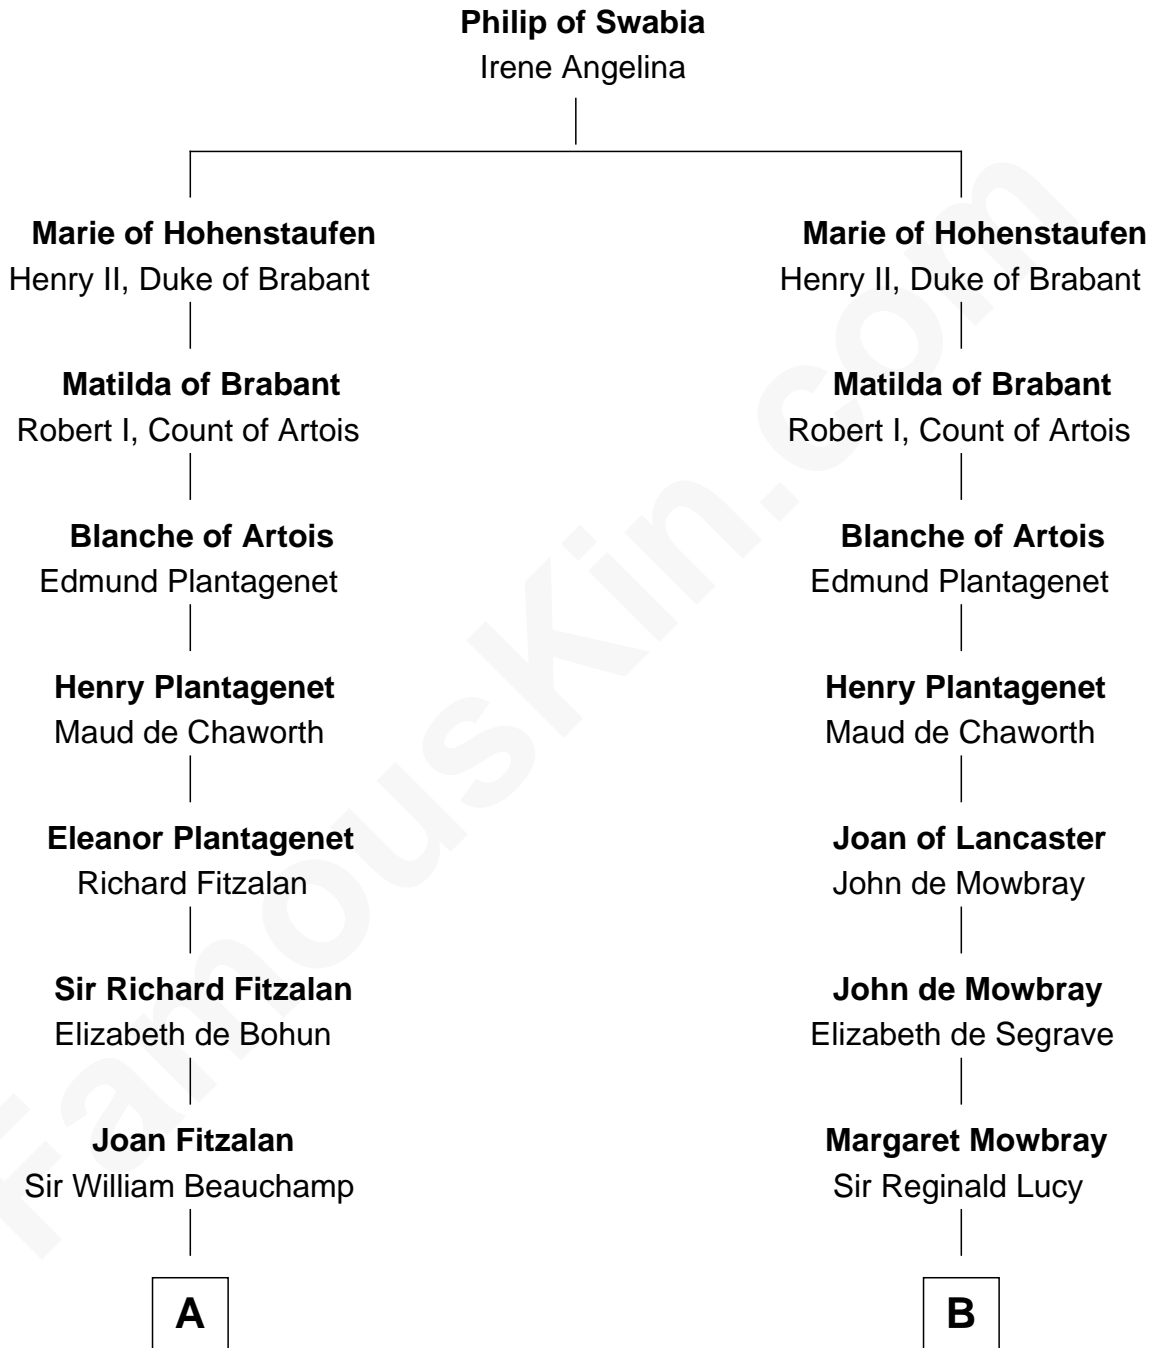 Philip of Swabia
Irene Angelina
Marie of Hohenstaufen
Henry II, Duke of Brabant
Matilda of Brabant
Robert I, Count of Artois
Blanche of Artois
Edmund Plantagenet
Henry Plantagenet
Maud de Chaworth
Eleanor Plantagenet
Richard Fitzalan
Sir Richard Fitzalan
Elizabeth de Bohun
Joan Fitzalan
Sir William Beauchamp
A
Marie of Hohenstaufen
Henry II, Duke of Brabant
Matilda of Brabant
Robert I, Count of Artois
Blanche of Artois
Edmund Plantagenet
Henry Plantagenet
Maud de Chaworth
Joan of Lancaster
John de Mowbray
John de Mowbray
Elizabeth de Segrave
Margaret Mowbray
Sir Reginald Lucy
B
FamousKin.com